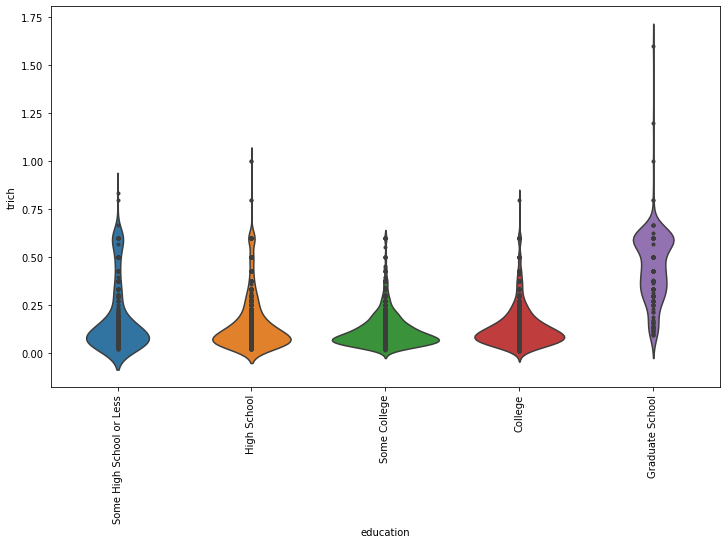 1.75
1.50
1.25
1.00
0.75
0.50
0.25
0.00
trich
Some High School or Less
High School
Some College
College
Graduate School
education